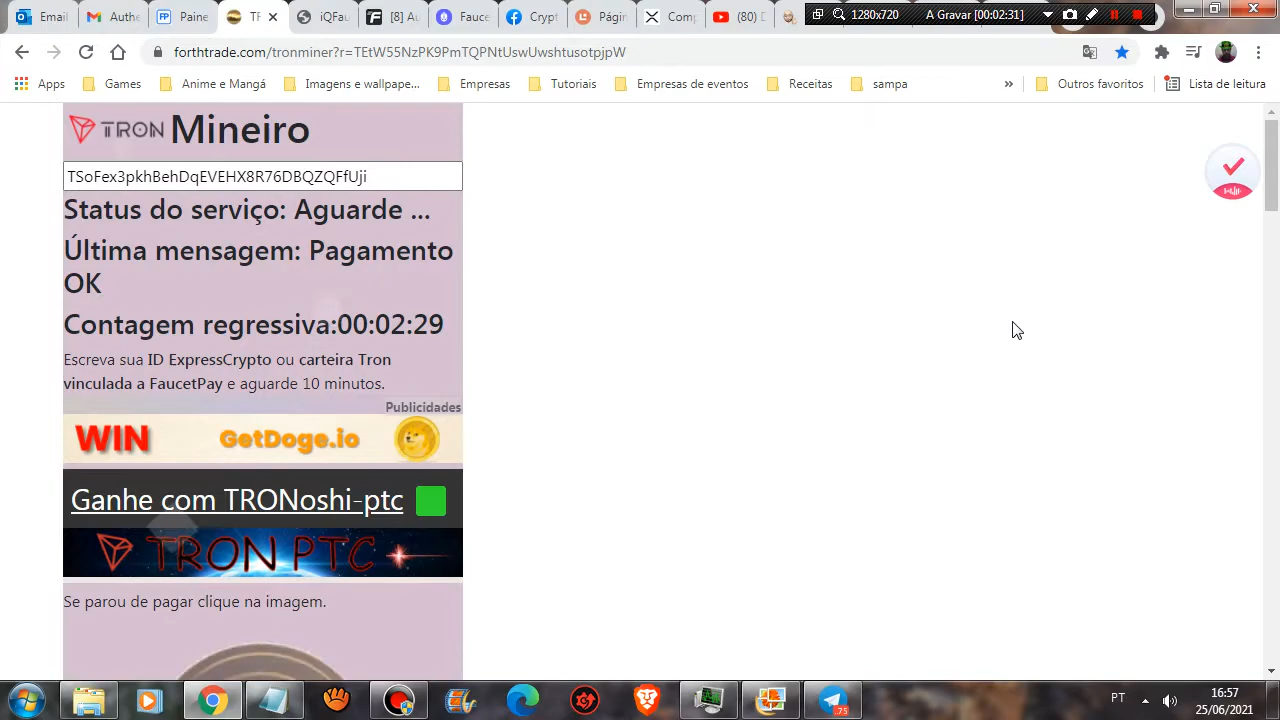 Email
Authe
Paine
TF
iQFau
[8] Au
Fauce
Crypt
Págin
Comp
(80) D
1280x720
A Gravar [00:02:31]
forthtrade.com/tronminer?r=TEtW55NzPK9PmTQPNtUswUwshtusotpjpW
Apps
Games
Anime e Mangá
Imagens e wallpape...
Empresas
Tutoriais
Empresas de eventos
Receitas
sampa
»
Outros favoritos
Lista de leitura
TRON Mineiro
TSoFex3pkhBehDqEVEHX8R76DBQZQFfUji
Status do serviço: Aguarde ...
Última mensagem: Pagamento
OK
Contagem regressiva:00:02:29
Escreva sua ID ExpressCrypto ou carteira Tron
vinculada a FaucetPay e aguarde 10 minutos.
Publicidades
WIN GetDoge.io
Ganhe com TRONoshi-ptc
TRON PTC
Se parou de pagar clique na imagem.
PT
16:57
25/06/2021